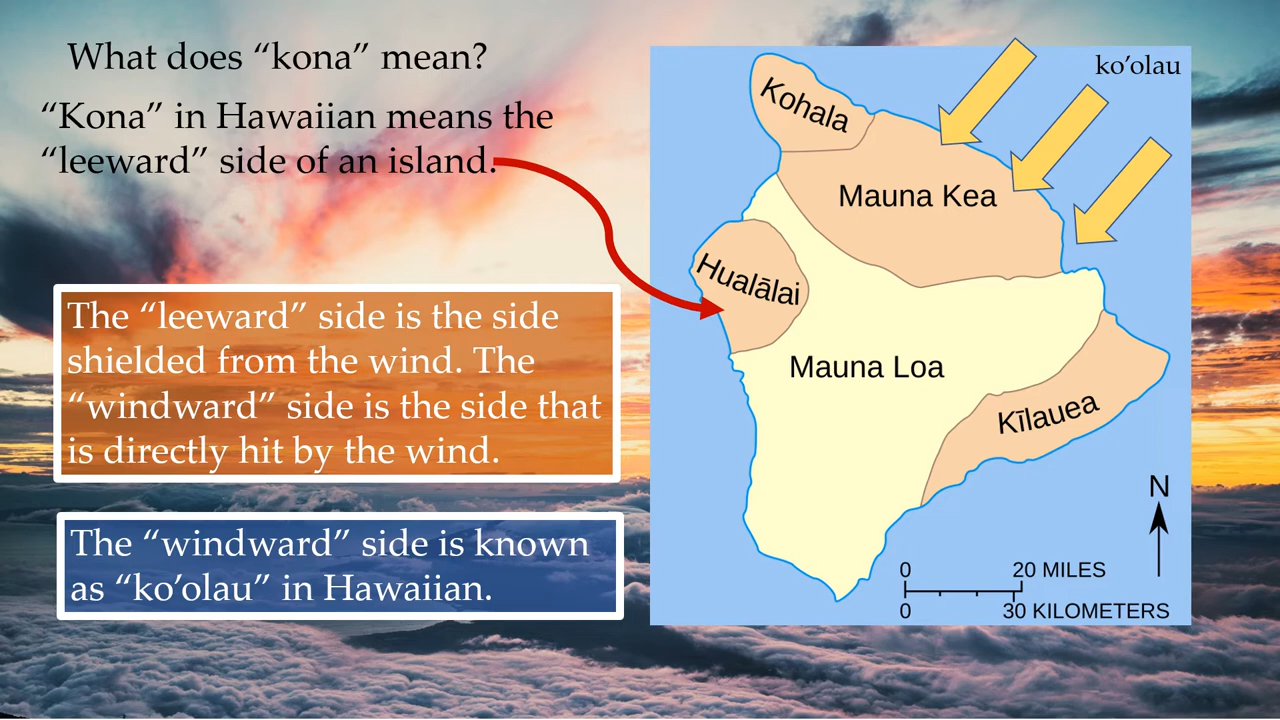 What does “kona” mean?
“Kona” in Hawaiian means the
“leeward” side of an island.
The “leeward” side is the side
shielded from the wind. The
“windward” side is the side that
is directly hit by the wind.
The “windward” side is known
as “ko’olau” in Hawaiian.
ko’olau
Kohala
Mauna Kea
Hualālai
Mauna Loa
Kīlauea
N
0 20 MILES
0 30 KILOMETERS